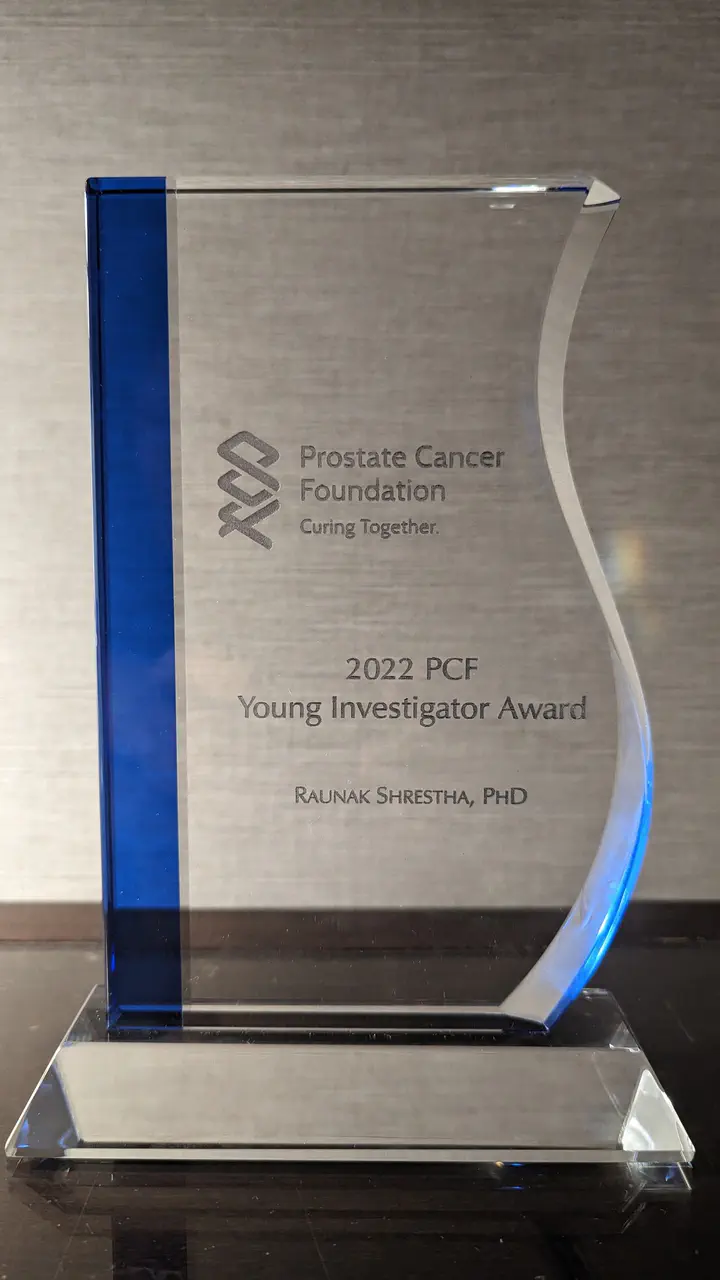 Prostate Cancer
Foundation
Curing Together.
2022 PCF
Young Investigator Award
Raunak Shrestha, PhD